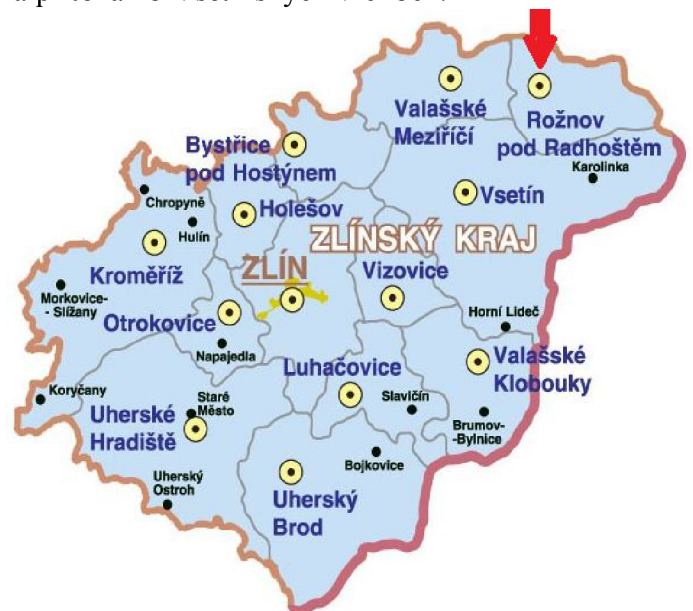 Valašské
Meziříčí
Rožnov
pod Radhoštěm
Karolinka
Bystřice
pod Hostýnem
Vsetín
Chropyně
Holešov
Hulín
ZLÍNSKÝ KRAJ
Kroměříž
ZLÍN
Vizovice
Morkovice-
- Slížany
Otrokovice
Horní Lideč
Napajedla
Luhačovice
Valašské
Klobouky
Koryčany
Staré
Město
Slavičín
Uherské
Hradiště
Brumov-
-Bylnice
Bojkovice
Uherský
Ostroh
Uherský
Brod